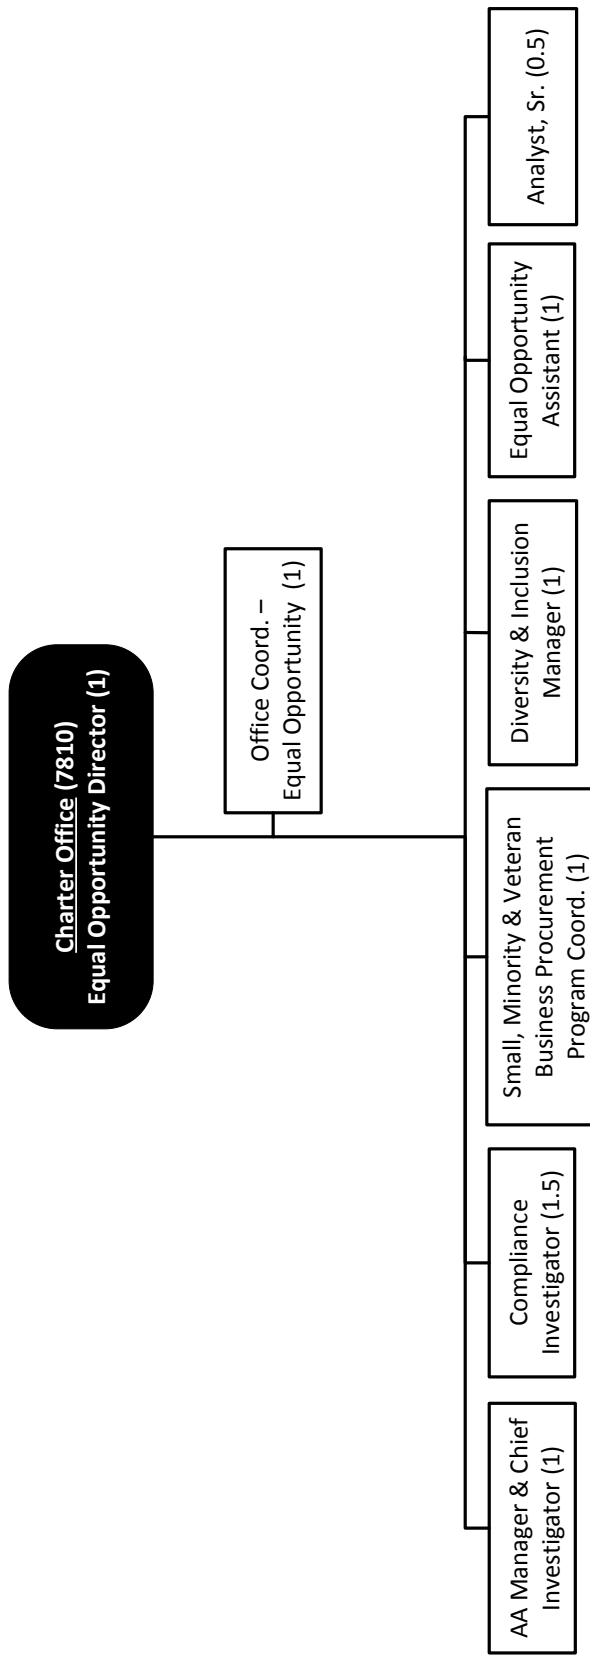 Charter Office (7810)
Equal Opportunity Director (1)
Office Coord. –
Equal Opportunity  (1)
AA Manager & Chief
Investigator (1)
Compliance
Investigator (1.5)
Small, Minority & Veteran
Business Procurement
Program Coord. (1)
Diversity & Inclusion
Manager (1)
Equal Opportunity
Assistant (1)
Analyst, Sr. (0.5)